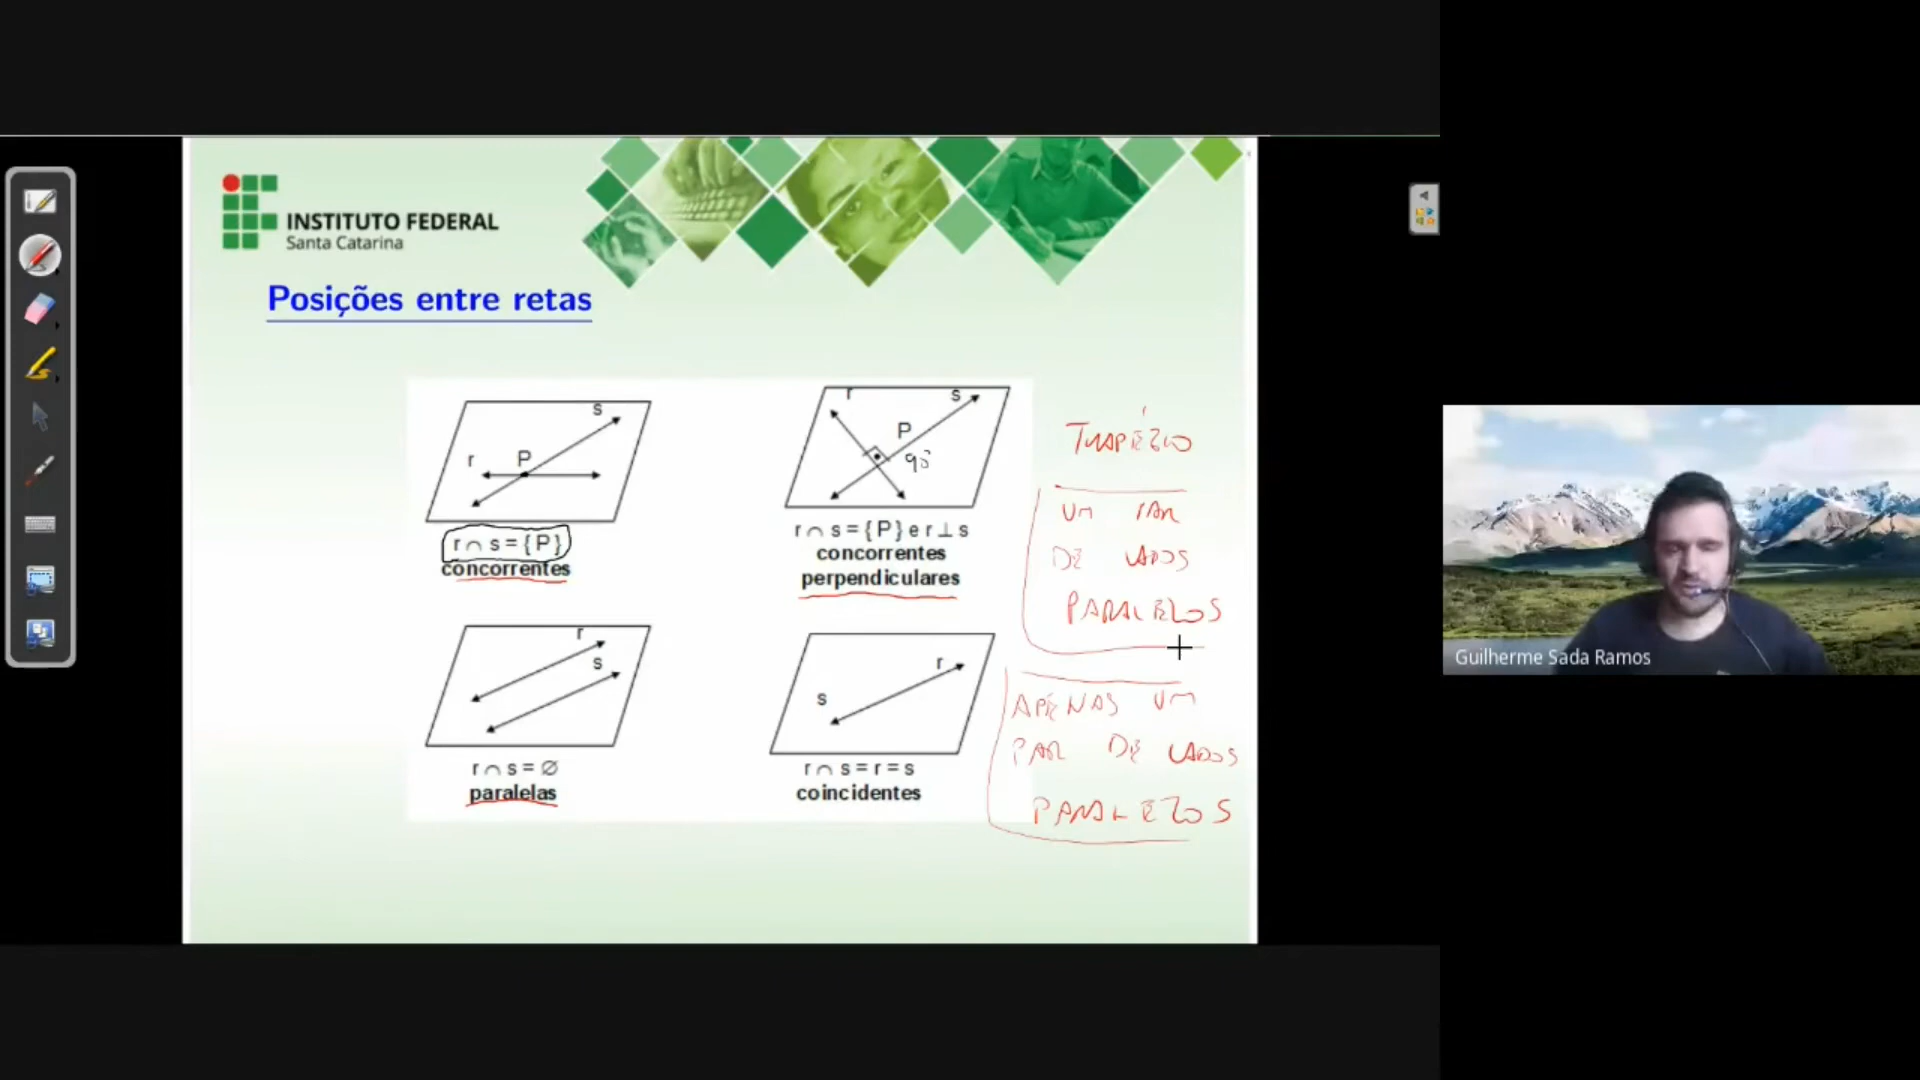 INSTITUTO FEDERAL
Santa Catarina
Posições entre retas
s
r
P
r ∩ s = {P}
concorrentes
r
s
P
90°
r ∩ s = {P} e r ⊥ s
concorrentes
perpendiculares
r
s
r ∩ s = ∅
paralelas
r
s
r ∩ s = r = s
coincidentes
TRAPÉZIO
UM PAR
DE LADOS
PARALELOS
APENAS UM
PAR DE LADOS
PARALELOS
Guilherme Sada Ramos